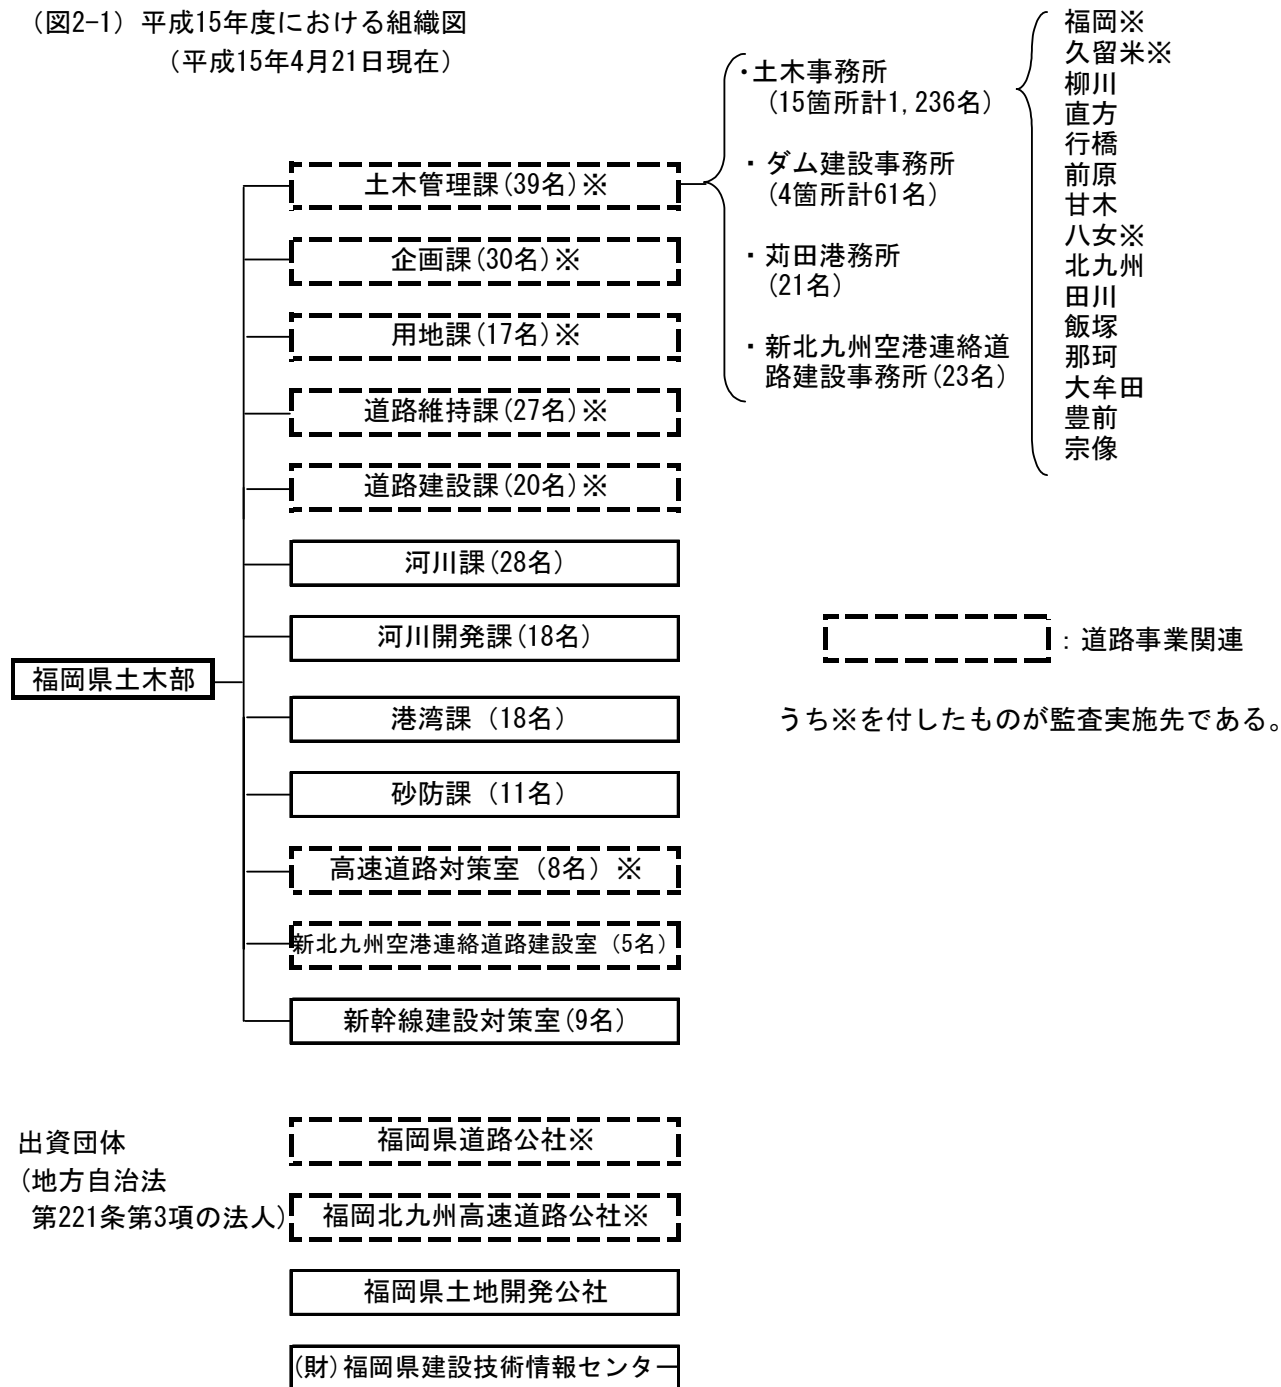 （図2-1）平成15年度における組織図
（平成15年4月21日現在）
福岡県土木部
土木管理課(39名)※
企画課(30名)※
用地課(17名)※
道路維持課(27名)※
道路建設課(20名)※
河川課(28名)
河川開発課(18名)
港湾課（18名）
砂防課（11名）
高速道路対策室（8名）※
新北九州空港連絡道路建設室（5名）
新幹線建設対策室(9名)
・土木事務所
(15箇所計1,236名)
・ダム建設事務所
(4箇所計61名)
・苅田港務所
(21名)
・新北九州空港連絡道
路建設事務所(23名)
福岡※
久留米※
柳川
直方
行橋
前原
甘木
八女※
北九州
田川
飯塚
那珂
大牟田
豊前
宗像
：道路事業関連
うち※を付したものが監査実施先である。
出資団体
(地方自治法
第221条第3項の法人)
福岡県道路公社※
福岡北九州高速道路公社※
福岡県土地開発公社
(財)福岡県建設技術情報センター